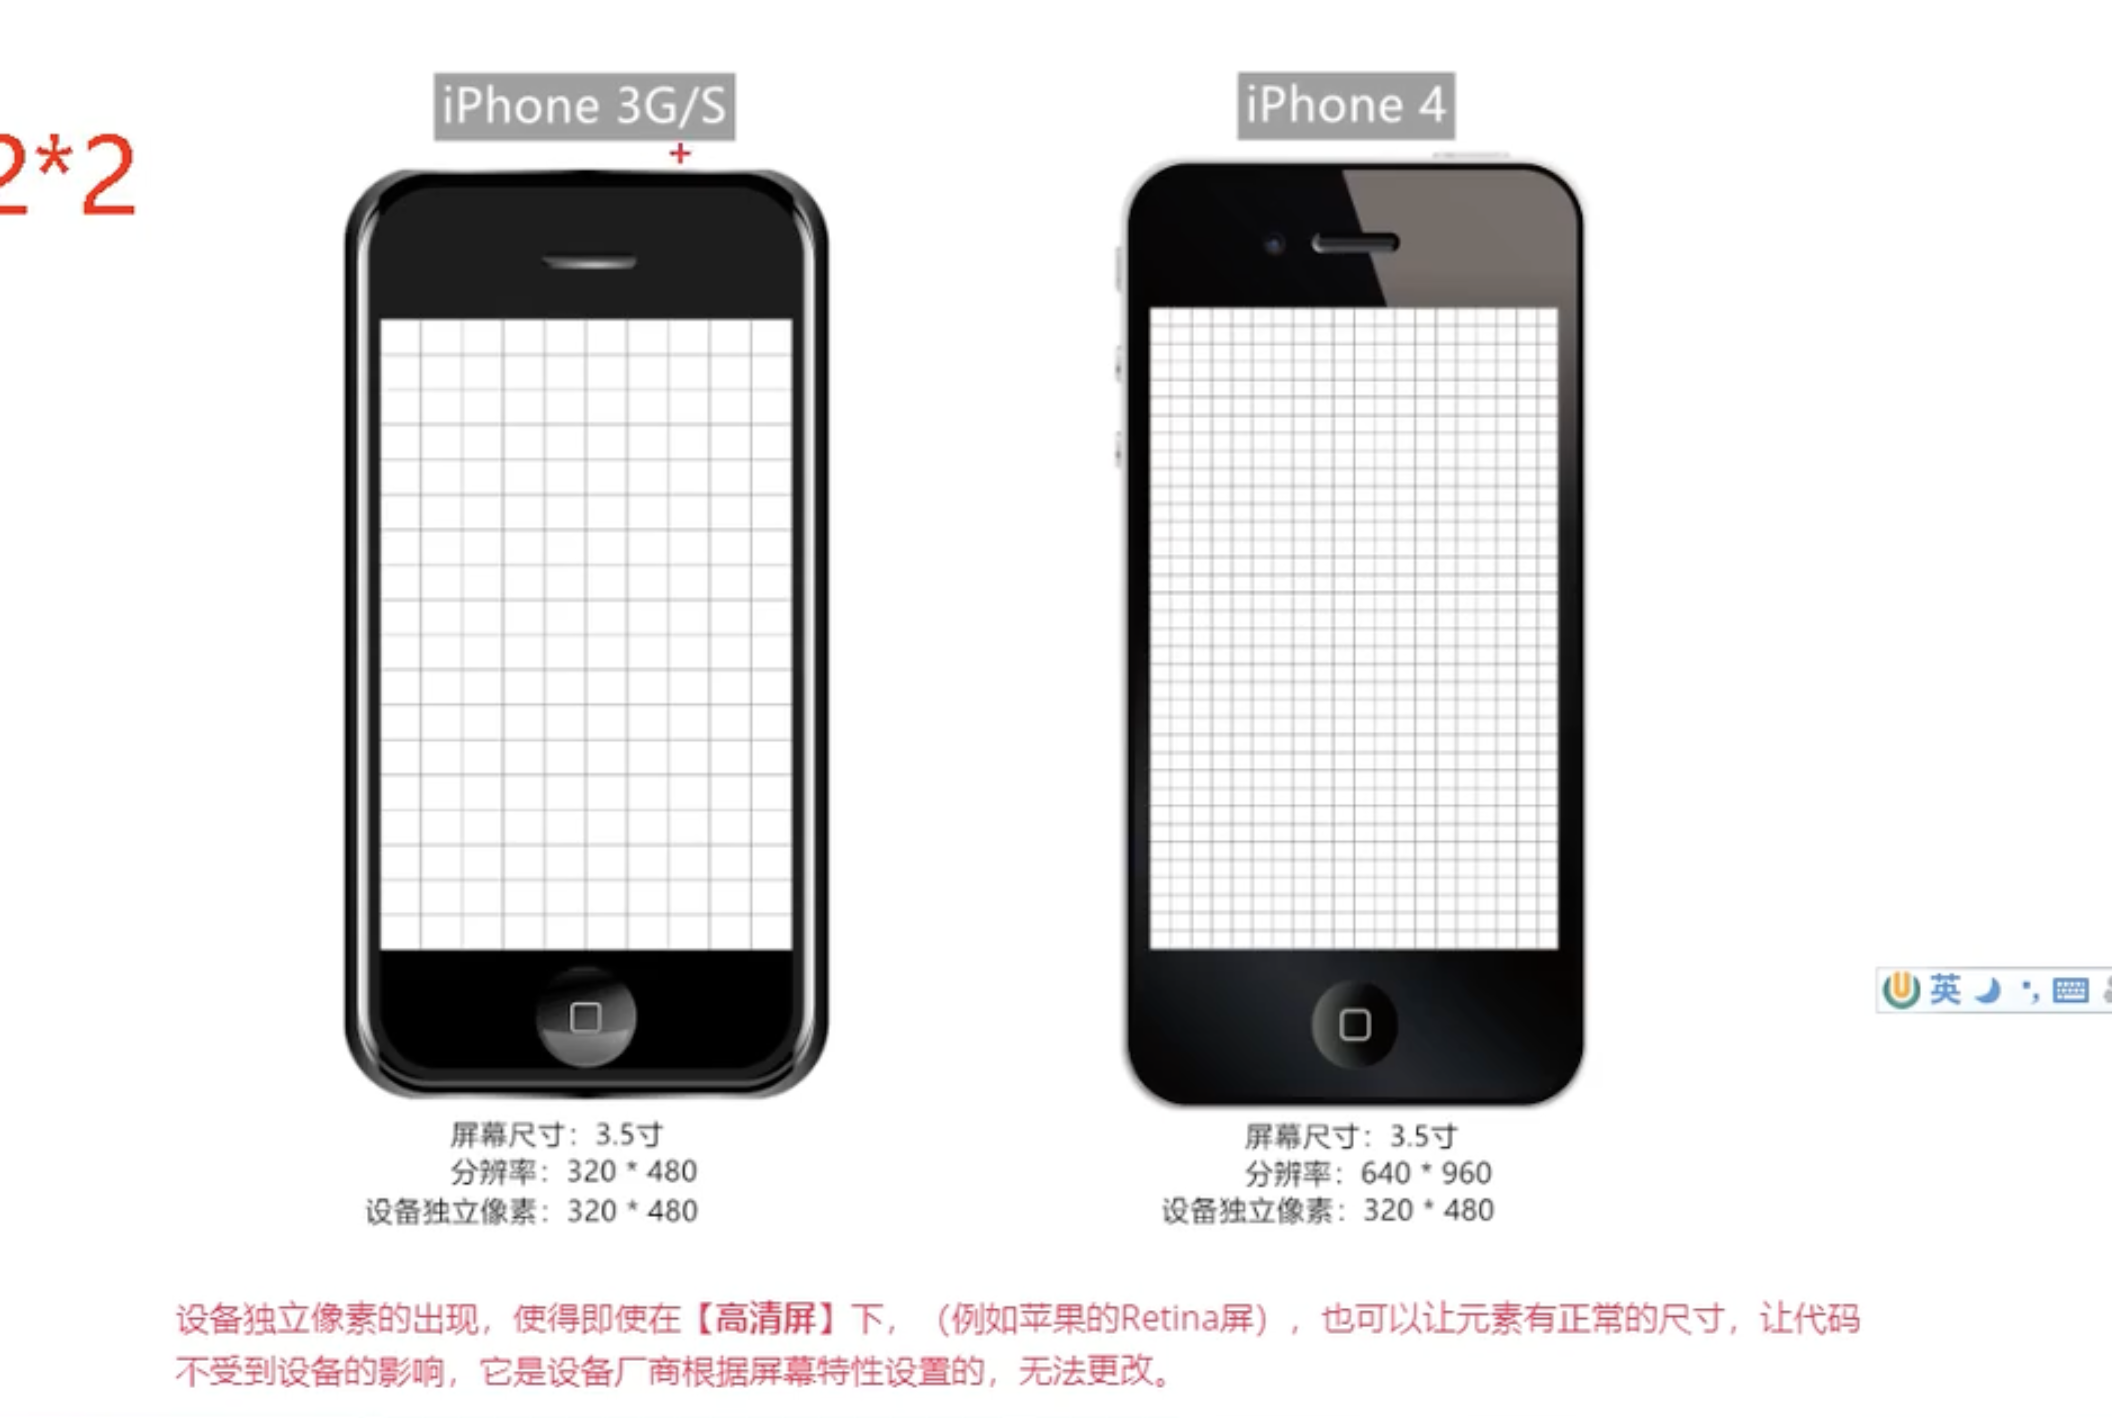 iPhone 3G/S
iPhone 4
2*2
屏幕尺寸：3.5寸
分辨率：320 * 480
设备独立像素：320 * 480
屏幕尺寸：3.5寸
分辨率：640 * 960
设备独立像素：320 * 480
英
设备独立像素的出现，使得即使在【高清屏】下，（例如苹果的Retina屏），也可以让元素有正常的尺寸，让代码
不受到设备的影响，它是设备厂商根据屏幕特性设置的，无法更改。